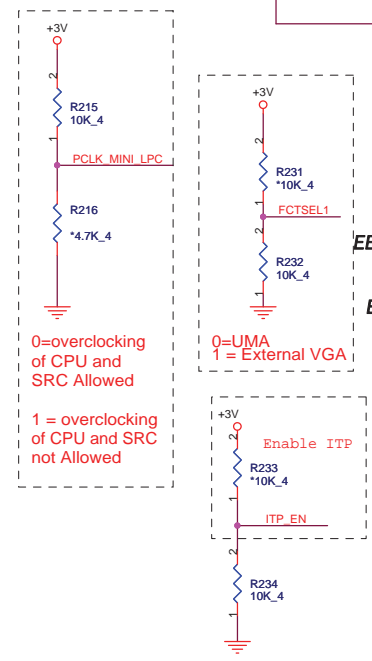 +3V
2
R215
10K_4
1
PCLK_MINI_LPC
R216
*4.7K_4
0=overclocking
of CPU and
SRC Allowed
1 = overclocking
of CPU and SRC
not Allowed
+3V
2
R231
*10K_4
1
FCTSEL1
2
R232
10K_4
1
0=UMA
1 = External VGA
+3V
Enable ITP
2
R233
*10K_4
1
ITP_EN
2
R234
10K_4
1